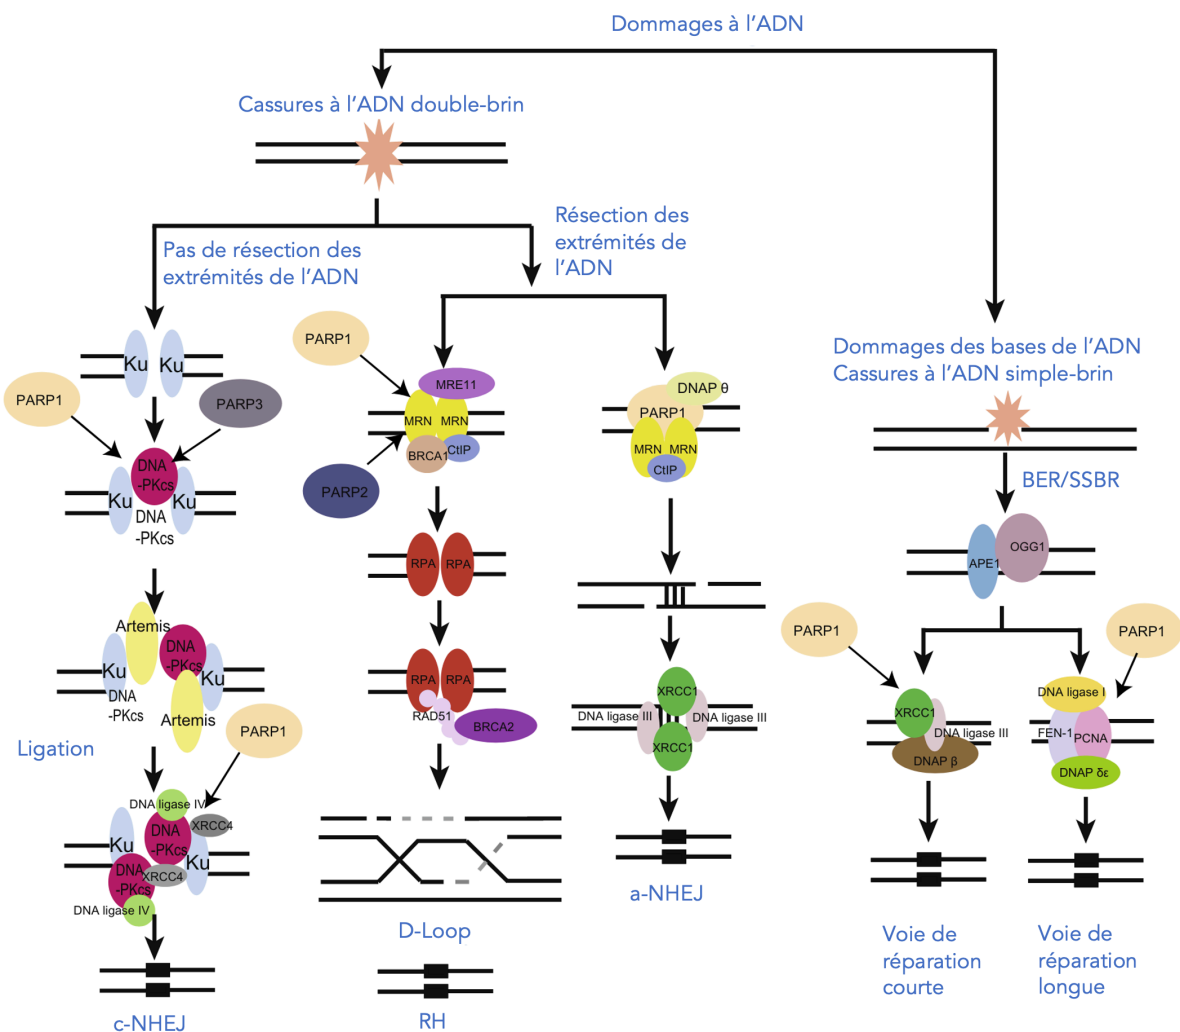 Dommages à l'ADN
Cassures à l'ADN double-brin
Pas de résection des
extrémités de l'ADN
Résection des
extrémités de
l'ADN
Ku
Ku
PARP1
PARP3
DNA
-PKcs
Ku
Ku
DNA
-PKcs
Artemis
DNA
-PKcs
Ku
Ku
DNA
-PKcs
Artemis
PARP1
Ligation
DNA ligase IV
XRCC4
Ku
DNA
-PKcs
Ku
DNA
-PKcs
XRCC4
DNA ligase IV
c-NHEJ
PARP1
MRE11
MRN
MRN
BRCA1
CtIP
PARP2
RPA
RPA
RPA
RPA
RAD51
BRCA2
D-Loop
RH
DNAP θ
PARP1
MRN
MRN
CtIP
XRCC1
DNA ligase III
DNA ligase III
XRCC1
a-NHEJ
Dommages des bases de l'ADN
Cassures à l'ADN simple-brin
BER/SSBR
OGG1
APE1
PARP1
XRCC1
DNA ligase III
DNAP β
Voie de
réparation
courte
PARP1
DNA ligase I
FEN-1
PCNA
DNAP δε
Voie de
réparation
longue